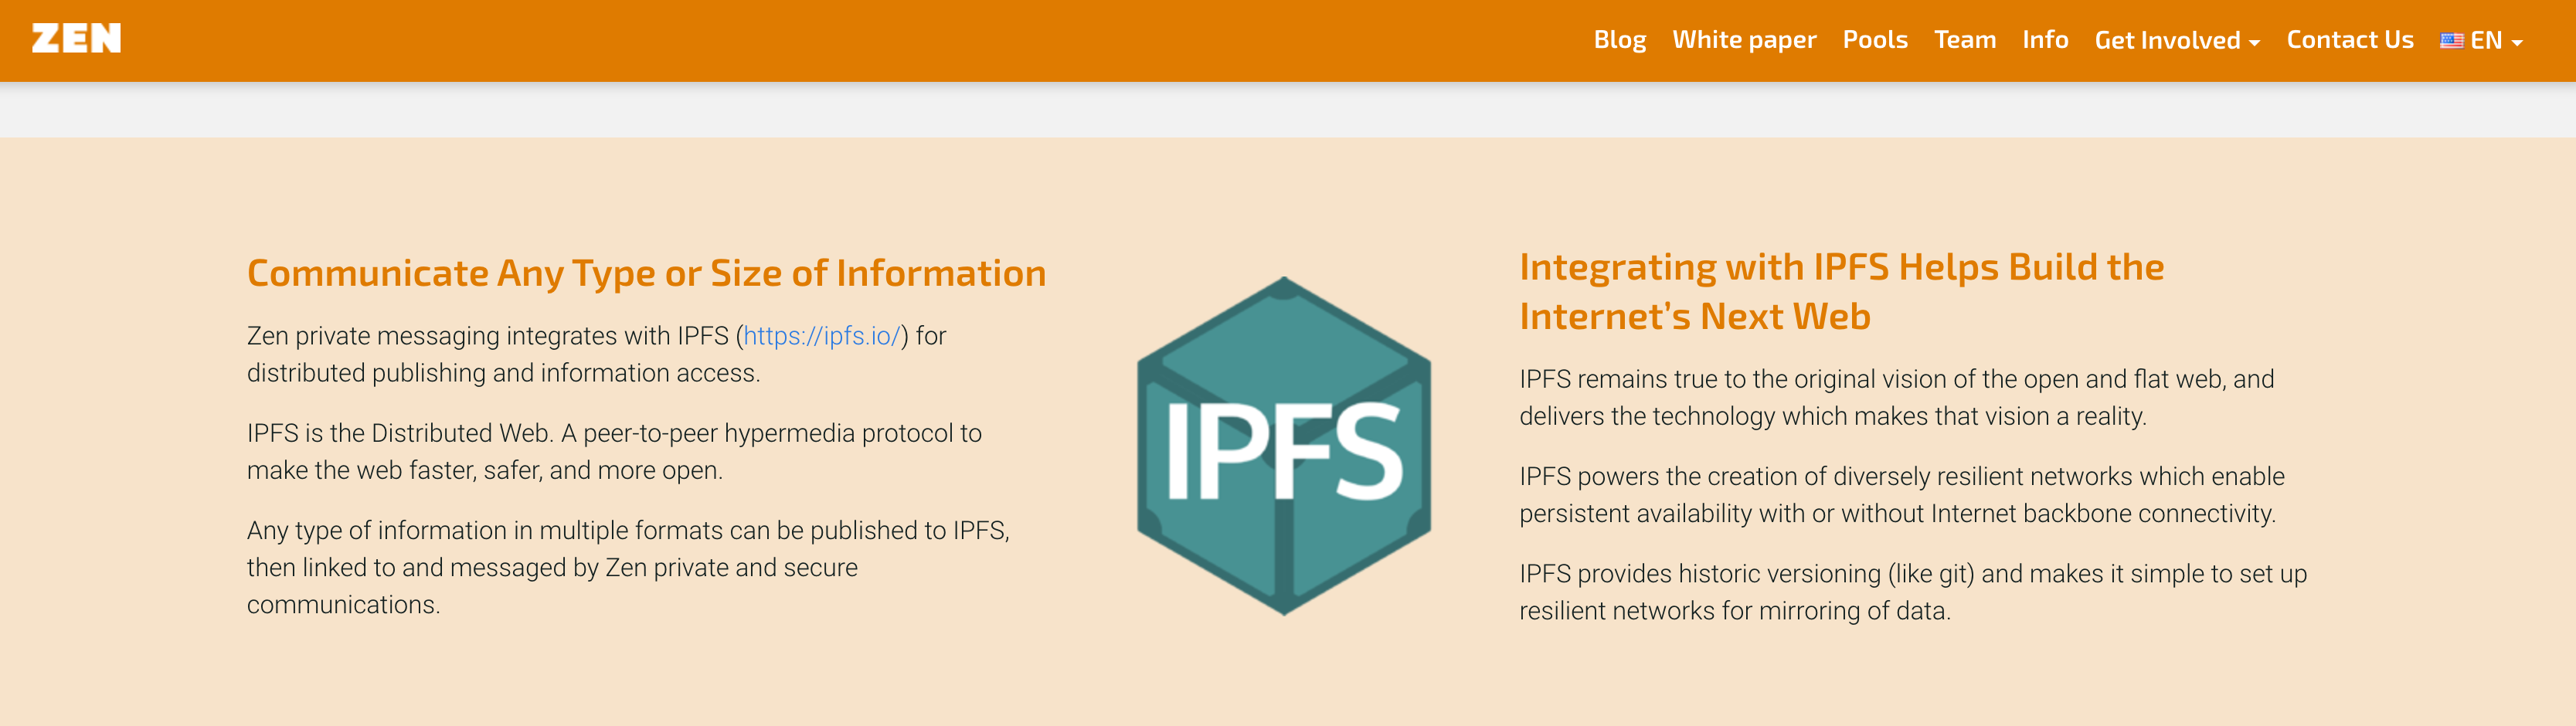 ZEN
Blog White paper Pools Team Info Get Involved Contact Us EN
Communicate Any Type or Size of Information
Zen private messaging integrates with IPFS (https://ipfs.io/) for
distributed publishing and information access.
IPFS is the Distributed Web. A peer-to-peer hypermedia protocol to
make the web faster, safer, and more open.
Any type of information in multiple formats can be published to IPFS,
then linked to and messaged by Zen private and secure
communications.
IPFS
Integrating with IPFS Helps Build the
Internet’s Next Web
IPFS remains true to the original vision of the open and flat web, and
delivers the technology which makes that vision a reality.
IPFS powers the creation of diversely resilient networks which enable
persistent availability with or without Internet backbone connectivity.
IPFS provides historic versioning (like git) and makes it simple to set up
resilient networks for mirroring of data.